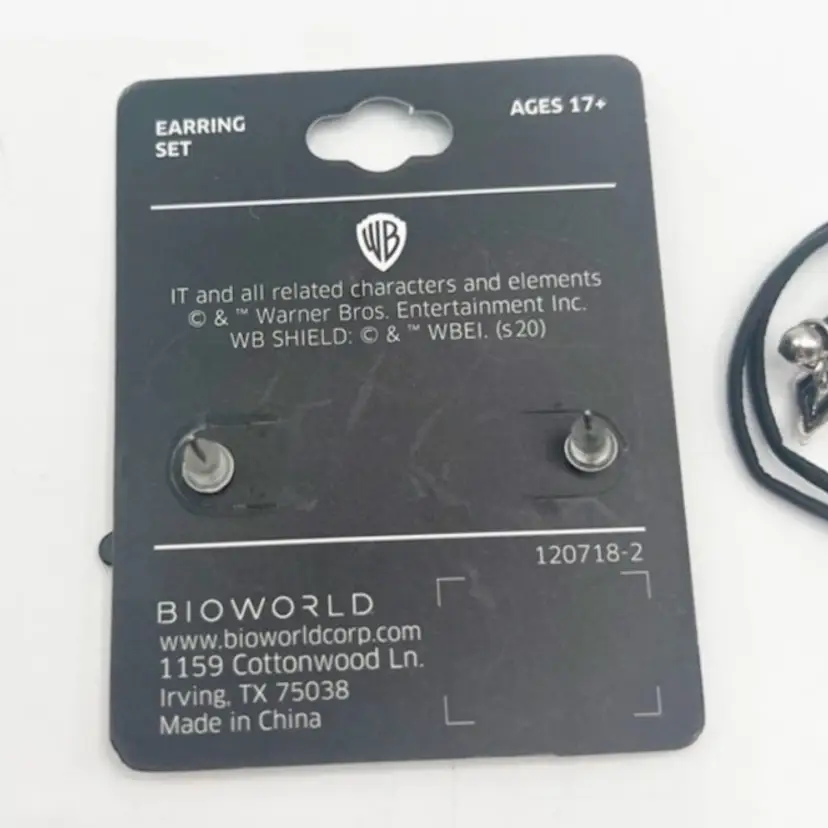 EARRING
SET
AGES 17+
WB
IT and all related characters and elements
© & ™ Warner Bros. Entertainment Inc.
WB SHIELD: © & ™ WBEI. (s20)
120718-2
BIOWORLD
www.bioworldcorp.com
1159 Cottonwood Ln.
Irving, TX 75038
Made in China